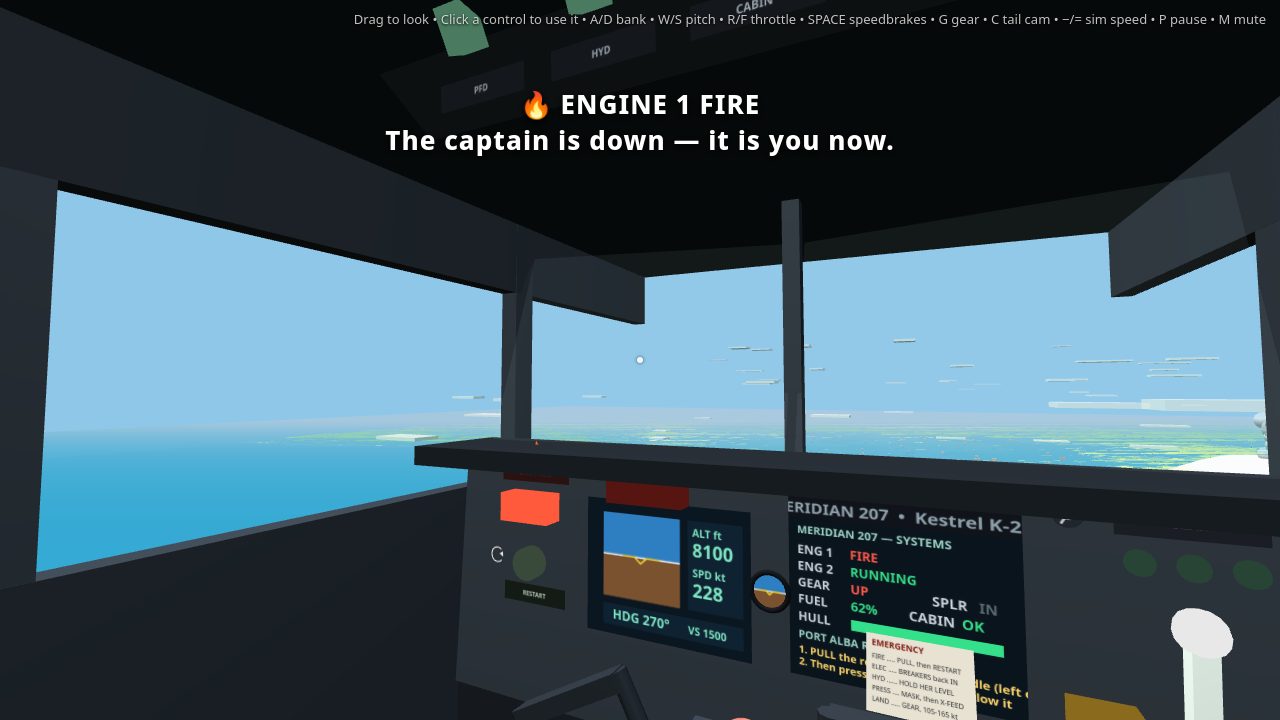 Drag to look • Click a control to use it • A/D bank • W/S pitch • R/F throttle • SPACE speedbrakes • G gear • C tail cam • −/= sim speed • P pause • M mute
CABIN
HYD
PFD
🔥 ENGINE 1 FIRE
The captain is down — it is you now.
ERIDIAN 207 • Kestrel K-2
MERIDIAN 207 — SYSTEMS
ENG 1 FIRE
ENG 2 RUNNING
GEAR UP
SPLR IN
FUEL 62%
CABIN OK
HULL
PORT ALBA
1. PULL the
2. Then press
dle (left
low it
ALT ft
8100
SPD kt
228
HDG 270°
VS 1500
RESTART
EMERGENCY
FIRE .... PULL, then RESTART
ELEC .... BREAKERS back IN
HYD ..... HOLD HER LEVEL
PRESS ... MASK, then X-FEED
LAND .... GEAR, 105-165 kt